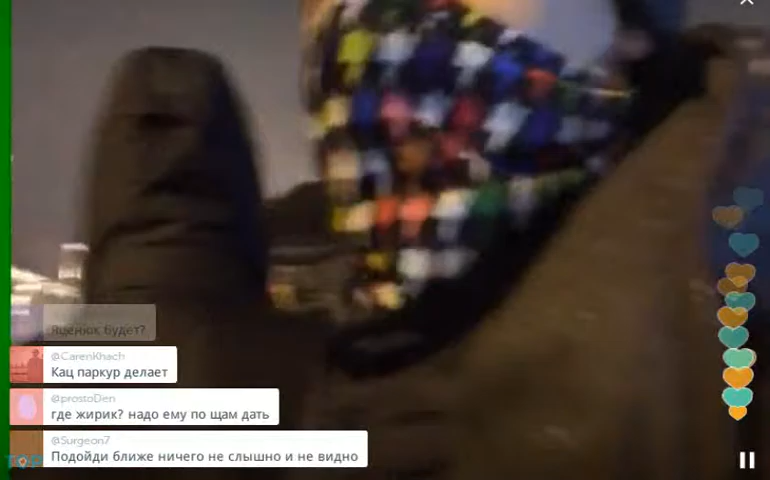 Яценюк будет?
@CarenKhach
Кац паркур делает
@prostoDen
где жирик? надо ему по щам дать
@Surgeon7
Подойди ближе ничего не слышно и не видно
TOP